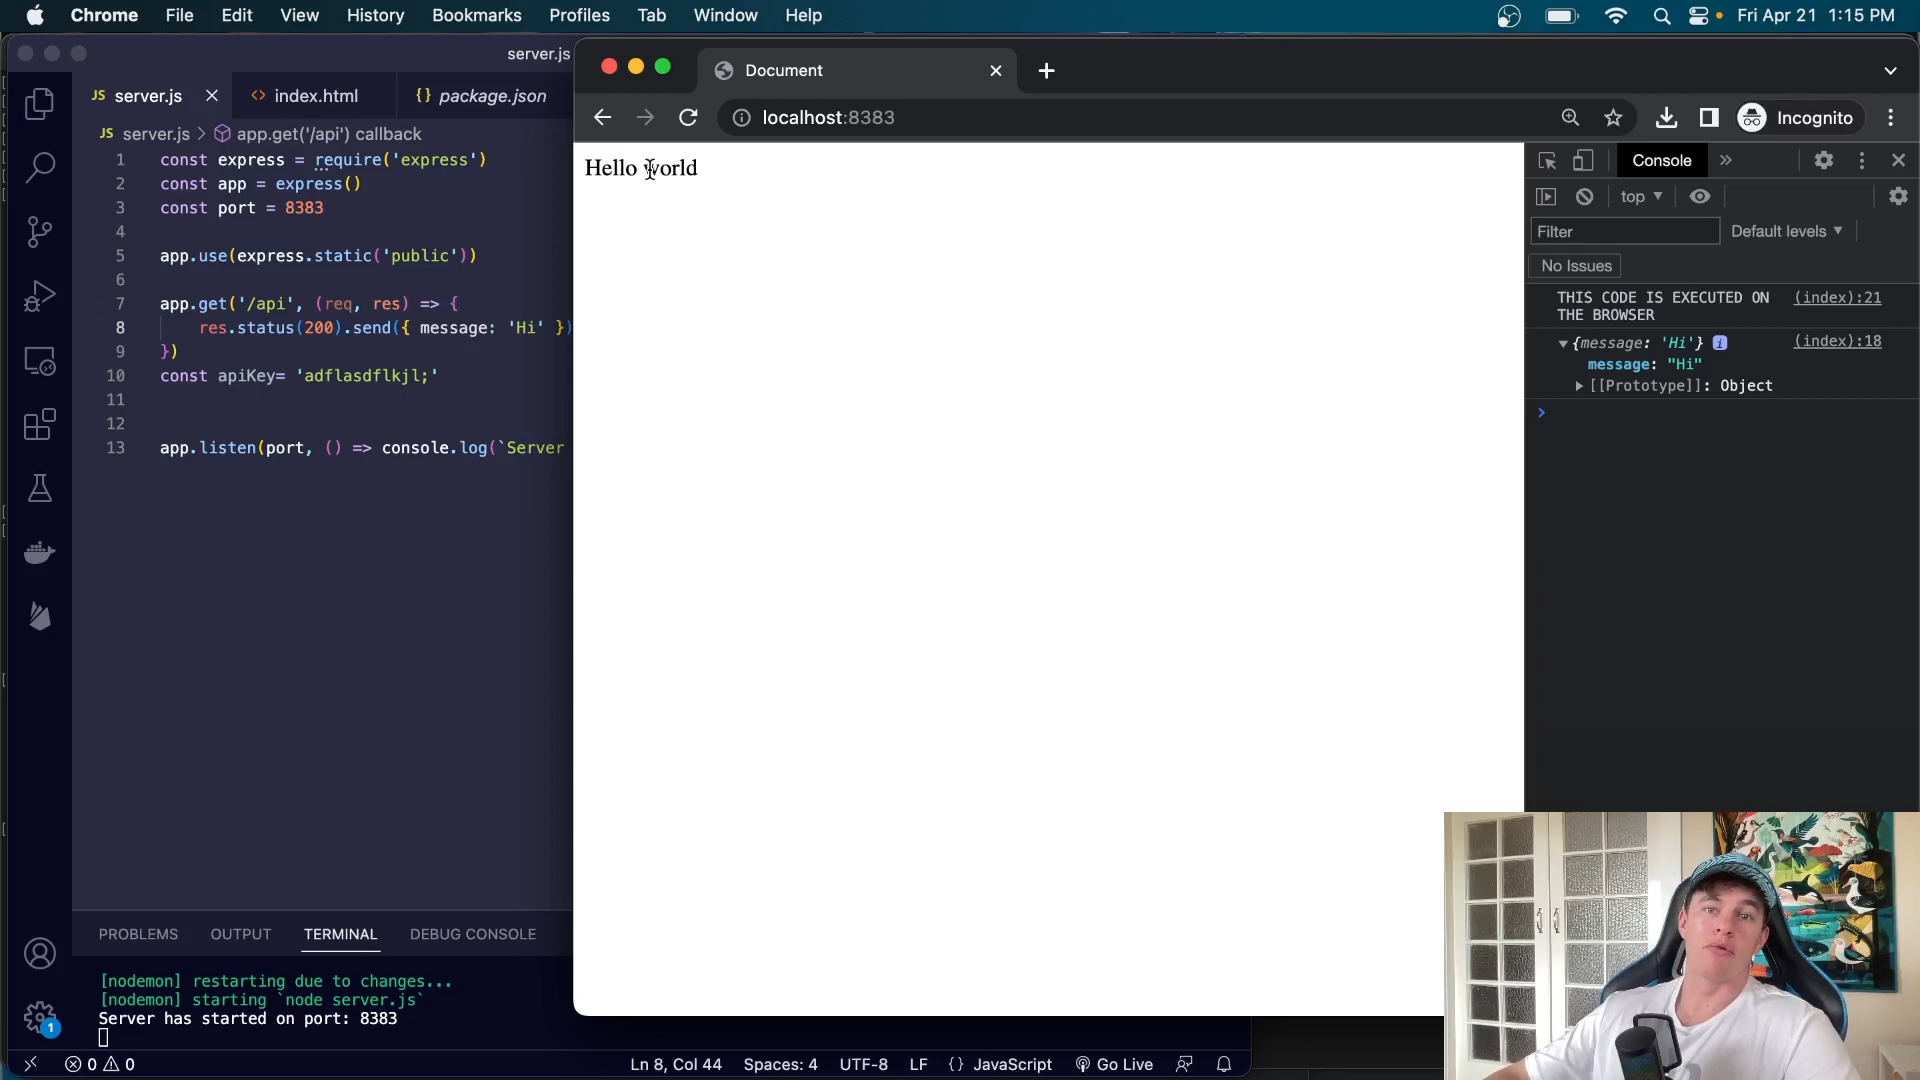 Chrome File Edit View History Bookmarks Profiles Tab Window Help
Fri Apr 21 1:15 PM
server.js
JS server.js
<> index.html
{} package.json
JS server.js > app.get('/api') callback
1 const express = require('express')
2 const app = express()
3 const port = 8383
4
5 app.use(express.static('public'))
6
7 app.get('/api', (req, res) => {
8 res.status(200).send({ message: 'Hi' })
9 })
10 const apiKey= 'adflasdflkjl;'
11
12
13 app.listen(port, () => console.log(`Server
PROBLEMS OUTPUT TERMINAL DEBUG CONSOLE
[nodemon] restarting due to changes...
[nodemon] starting `node server.js`
Server has started on port: 8383
1
0 0
Ln 8, Col 44 Spaces: 4 UTF-8 LF {} JavaScript Go Live
Document
localhost:8383
Incognito
Hello world
Console
top
Filter
Default levels
No Issues
THIS CODE IS EXECUTED ON (index):21
THE BROWSER
{message: 'Hi'} i (index):18
message: "Hi"
[[Prototype]]: Object